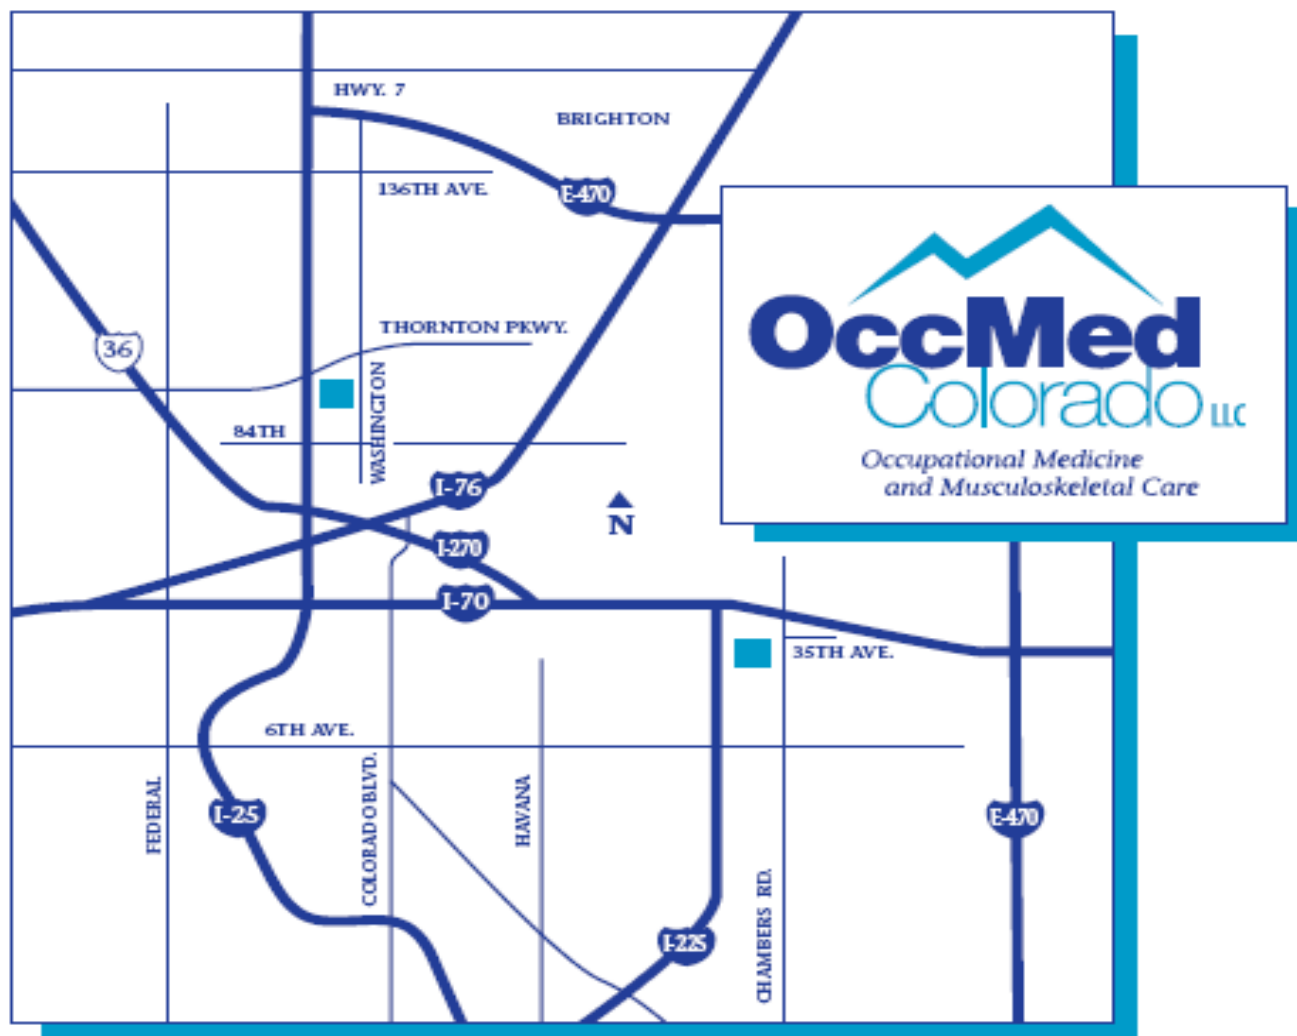 HWY. 7
BRIGHTON
136TH AVE.
E-470
THORNTON PKWY.
36
WASHINGTON
84TH
I-76
N
I-270
I-70
OccMed
Colorado LLC
Occupational Medicine
and Musculoskeletal Care
35TH AVE.
6TH AVE.
FEDERAL
I-25
COLORADO BLVD.
HAVANA
E-470
I-225
CHAMBERS RD.